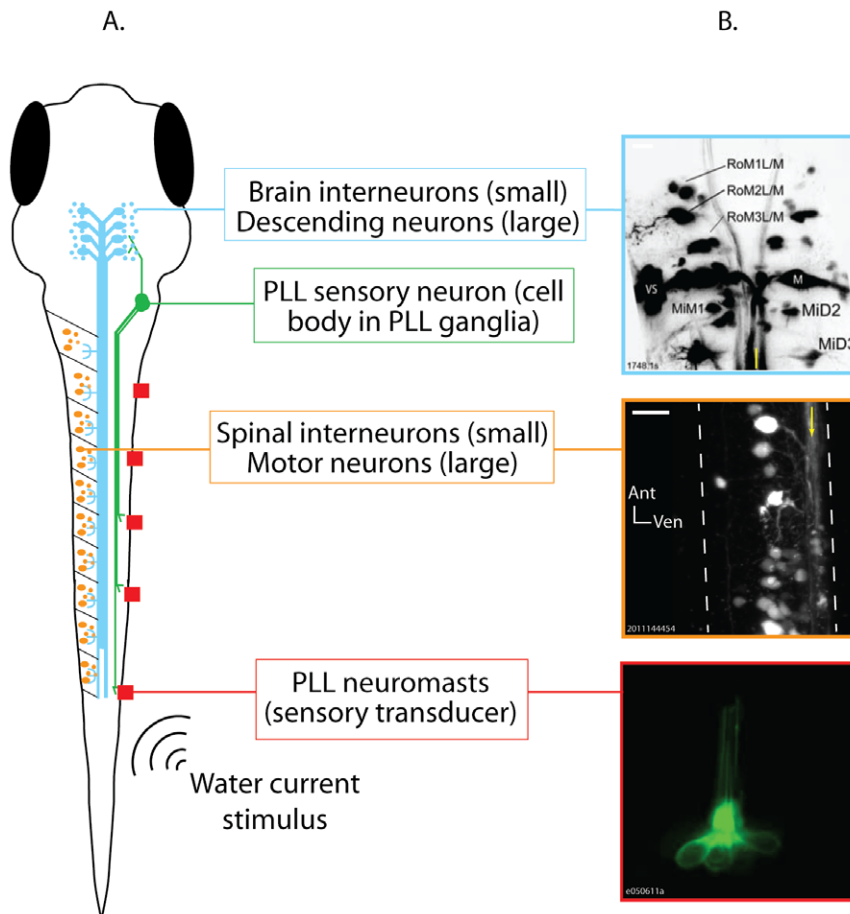 A.
B.
Brain interneurons (small)
Descending neurons (large)
PLL sensory neuron (cell
body in PLL ganglia)
Spinal interneurons (small)
Motor neurons (large)
PLL neuromasts
(sensory transducer)
Water current
stimulus
RoM1L/M
RoM2L/M
RoM3L/M
VS
M
MiM1
MiD2
MiD3
1748.1s
Ant
Ven
2011144454
e050611a